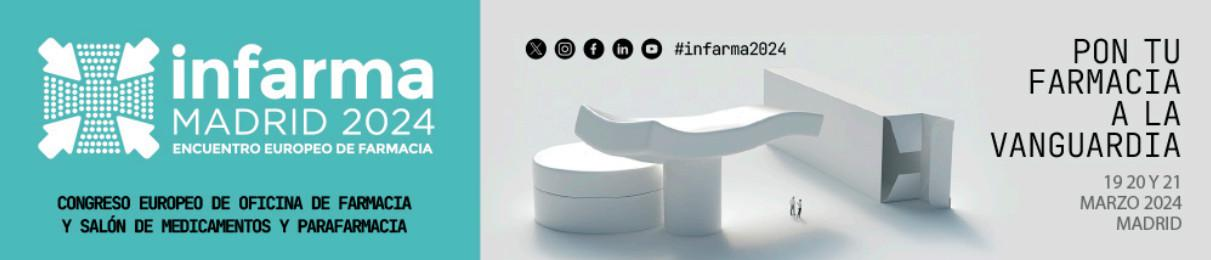 infarma
MADRID 2024
ENCUENTRO EUROPEO DE FARMACIA
CONGRESO EUROPEO DE OFICINA DE FARMACIA
Y SALÓN DE MEDICAMENTOS Y PARAFARMACIA
#infarma2024
PON TU
FARMACIA
A LA
VANGUARDIA
19 20 Y 21
MARZO 2024
MADRID